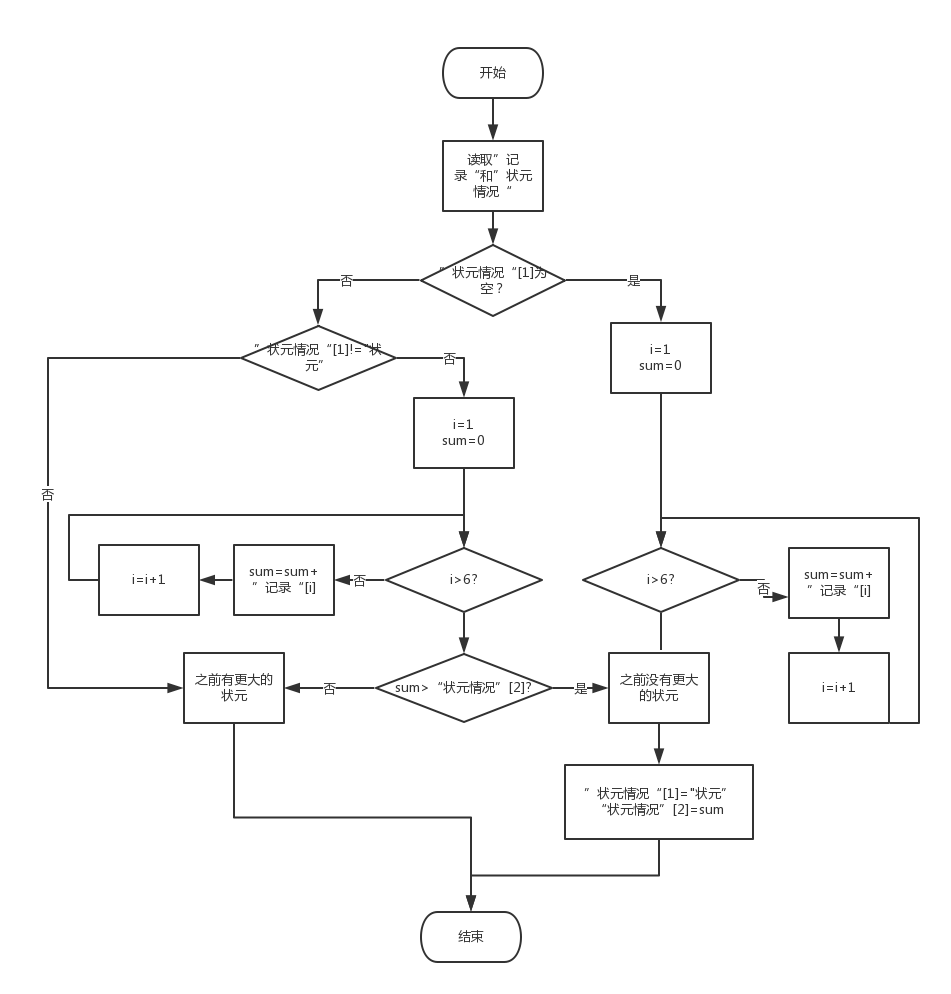 开始
读取”记
录“和”状元
情况“
”状元情况“[1]为
空?
否
是
”状元情况“[1]!="状
元”
否
i=1
sum=0
i=1
sum=0
否
i=i+1
sum=sum+
”记录“[i]
否
i>6?
i>6?
否
sum=sum+
”记录“[i]
之前有更大的
状元
否
sum>“状元情况”[2]?
是
之前没有更大
的状元
i=i+1
”状元情况“[1]="状元”
“状元情况”[2]=sum
结束